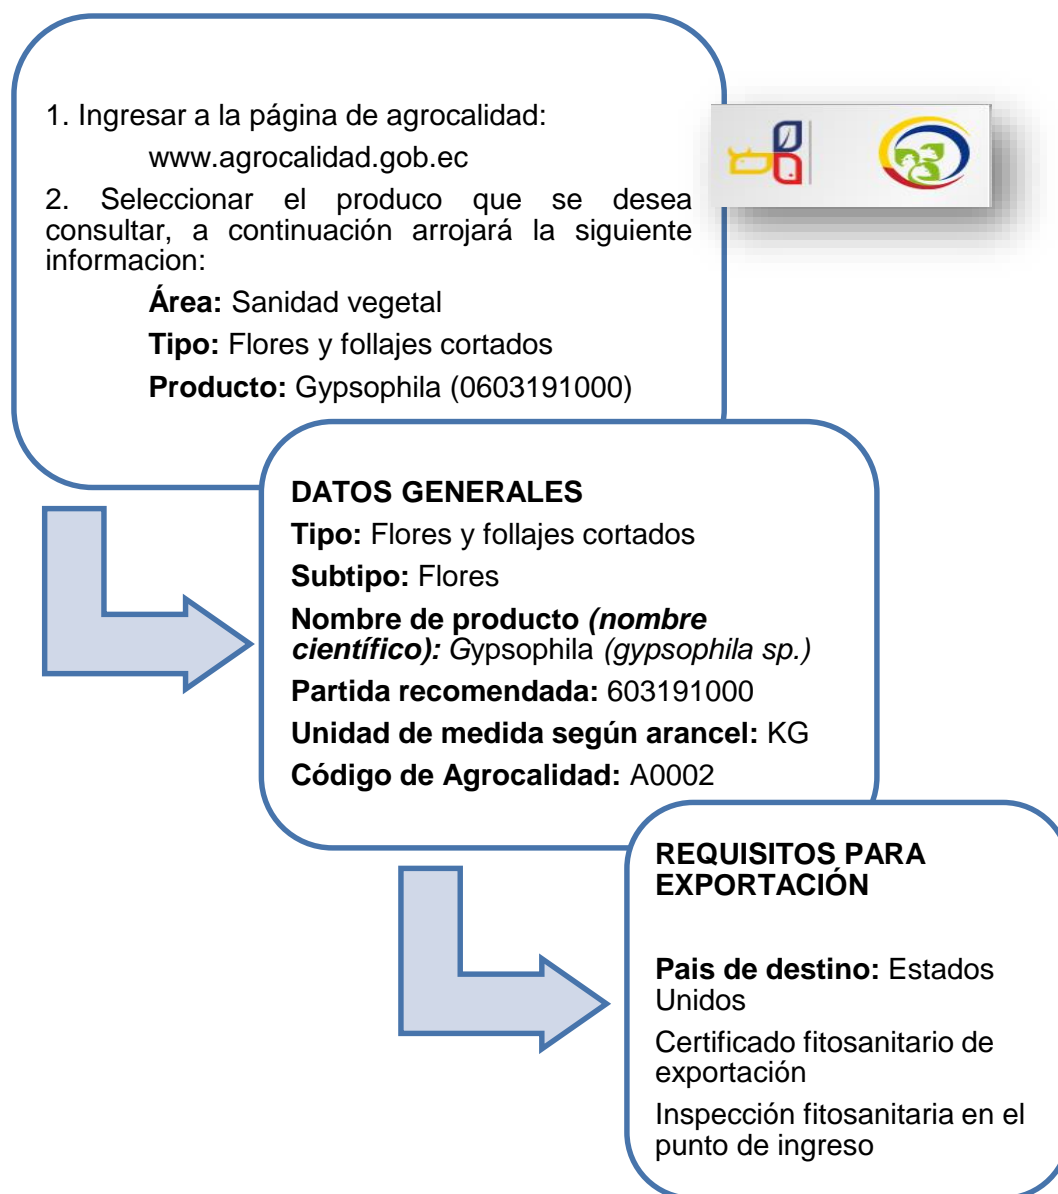 1. Ingresar a la página de agrocalidad:
www.agrocalidad.gob.ec
2. Seleccionar el produco que se desea
consultar, a continuación arrojará la siguiente
informacion:
Área: Sanidad vegetal
Tipo: Flores y follajes cortados
Producto: Gypsophila (0603191000)
DATOS GENERALES
Tipo: Flores y follajes cortados
Subtipo: Flores
Nombre de producto (nombre
científico): Gypsophila (gypsophila sp.)
Partida recomendada: 603191000
Unidad de medida según arancel: KG
Código de Agrocalidad: A0002
REQUISITOS PARA
EXPORTACIÓN
Pais de destino: Estados
Unidos
Certificado fitosanitario de
exportación
Inspección fitosanitaria en el
punto de ingreso